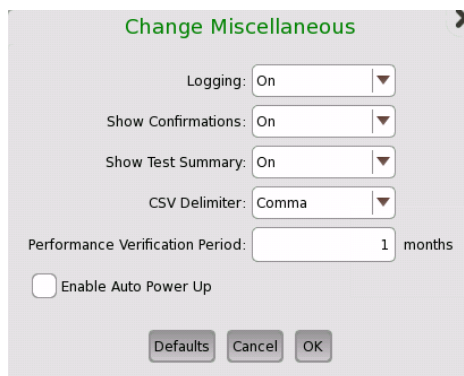 Change Miscellaneous
Logging: On
Show Confirmations: On
Show Test Summary: On
CSV Delimiter: Comma
Performance Verification Period: 1 months
Enable Auto Power Up
Defaults Cancel OK